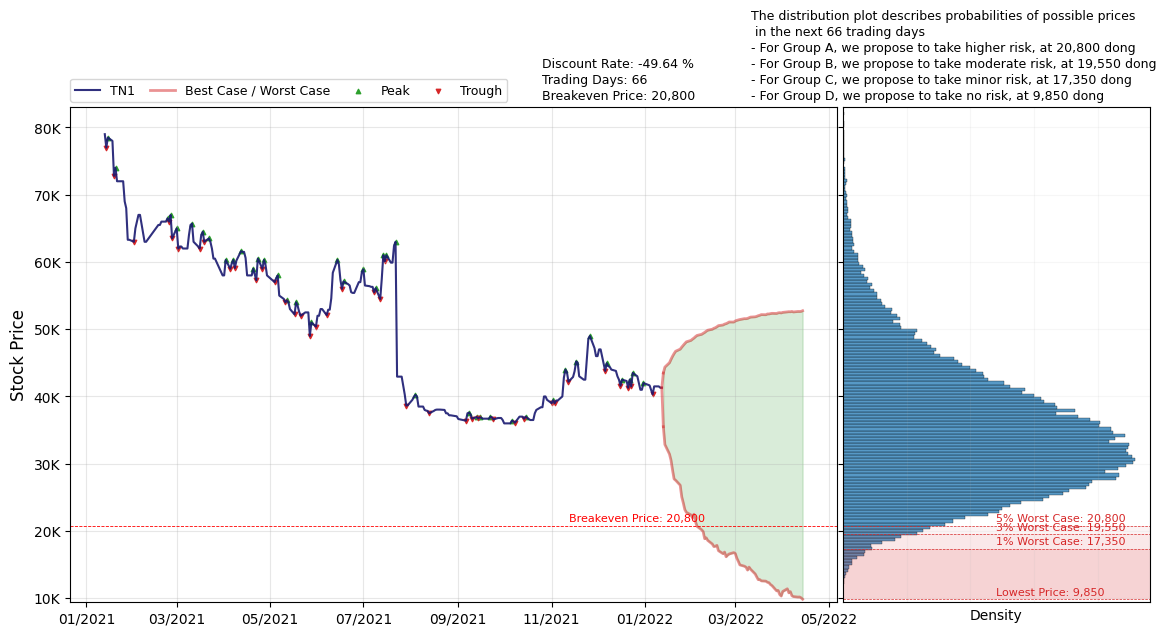 The distribution plot describes probabilities of possible prices
in the next 66 trading days
- For Group A, we propose to take higher risk, at 20,800 dong
- For Group B, we propose to take moderate risk, at 19,550 dong
- For Group C, we propose to take minor risk, at 17,350 dong
- For Group D, we propose to take no risk, at 9,850 dong
Discount Rate: -49.64 %
Trading Days: 66
Breakeven Price: 20,800
TN1
Best Case / Worst Case
Peak
Trough
Stock Price
80K
70K
60K
50K
40K
30K
20K
10K
Breakeven Price: 20,800
01/2021
03/2021
05/2021
07/2021
09/2021
11/2021
01/2022
03/2022
05/2022
5% Worst Case: 20,800
3% Worst Case: 19,550
1% Worst Case: 17,350
Lowest Price: 9,850
Density